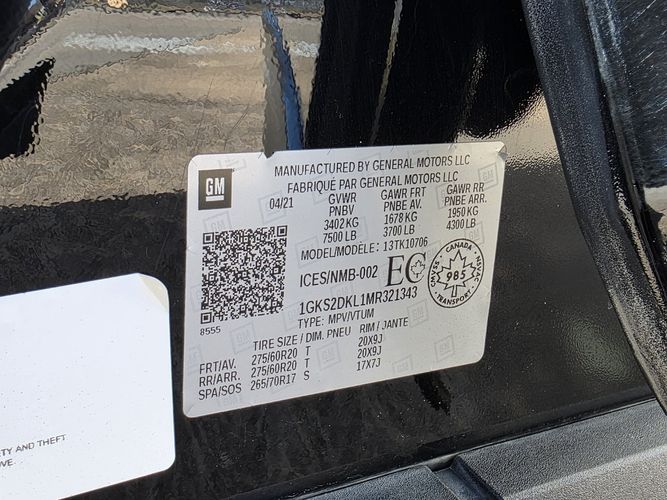 MANUFACTURED BY GENERAL MOTORS LLC
FABRIQUÉ PAR GENERAL MOTORS LLC
GM
04/21 GVWR GAWR FRT GAWR RR
PNBV PNBE AV. PNBE ARR.
3402 KG 1678 KG 1950 KG
7500 LB 3700 LB 4300 LB
MODEL/MODÈLE: 13TK10706
ICES/NMB-002 EC CANADA NSVAC TRANSPORT NSVAC 985
1GKS2DKL1MR321343
8555 TYPE: MPV/VTUM
TIRE SIZE / DIM. PNEU RIM / JANTE
FRT/AV. 275/60R20 T 20X9J
RR/ARR. 275/60R20 T 20X9J
SPA/SOS 265/70R17 S 17X7J
TY AND THEFT
VE.